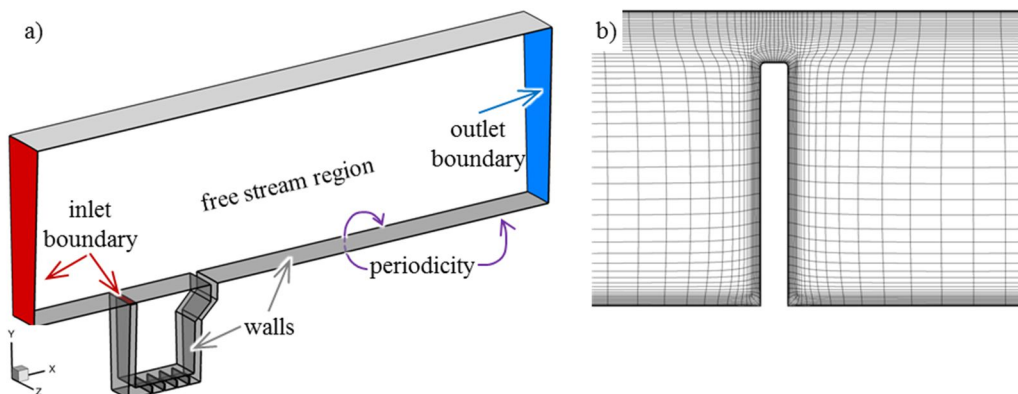 a)
inlet
boundary
free stream region
outlet
boundary
periodicity
walls
Y
X
Z
b)